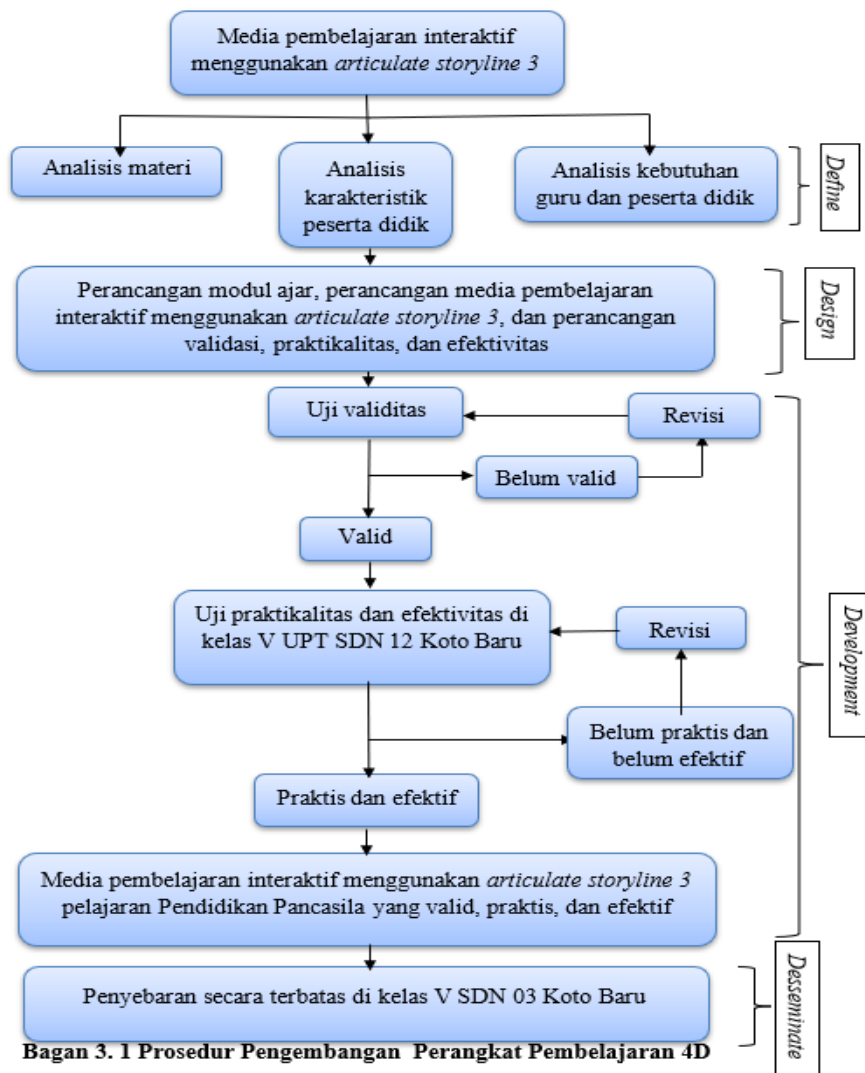 Media pembelajaran interaktif
menggunakan articulate storyline 3
Analisis materi
Analisis
karakteristik
peserta didik
Analisis kebutuhan
guru dan peserta didik
Define
Perancangan modul ajar, perancangan media pembelajaran
interaktif menggunakan articulate storyline 3, dan perancangan
validasi, praktikalitas, dan efektivitas
Design
Uji validitas
Revisi
Belum valid
Valid
Uji praktikalitas dan efektivitas di
kelas V UPT SDN 12 Koto Baru
Revisi
Belum praktis dan
belum efektif
Praktis dan efektif
Media pembelajaran interaktif menggunakan articulate storyline 3
pelajaran Pendidikan Pancasila yang valid, praktis, dan efektif
Development
Penyebaran secara terbatas di kelas V SDN 03 Koto Baru
Desseminate
Bagan 3. 1 Prosedur Pengembangan Perangkat Pembelajaran 4D